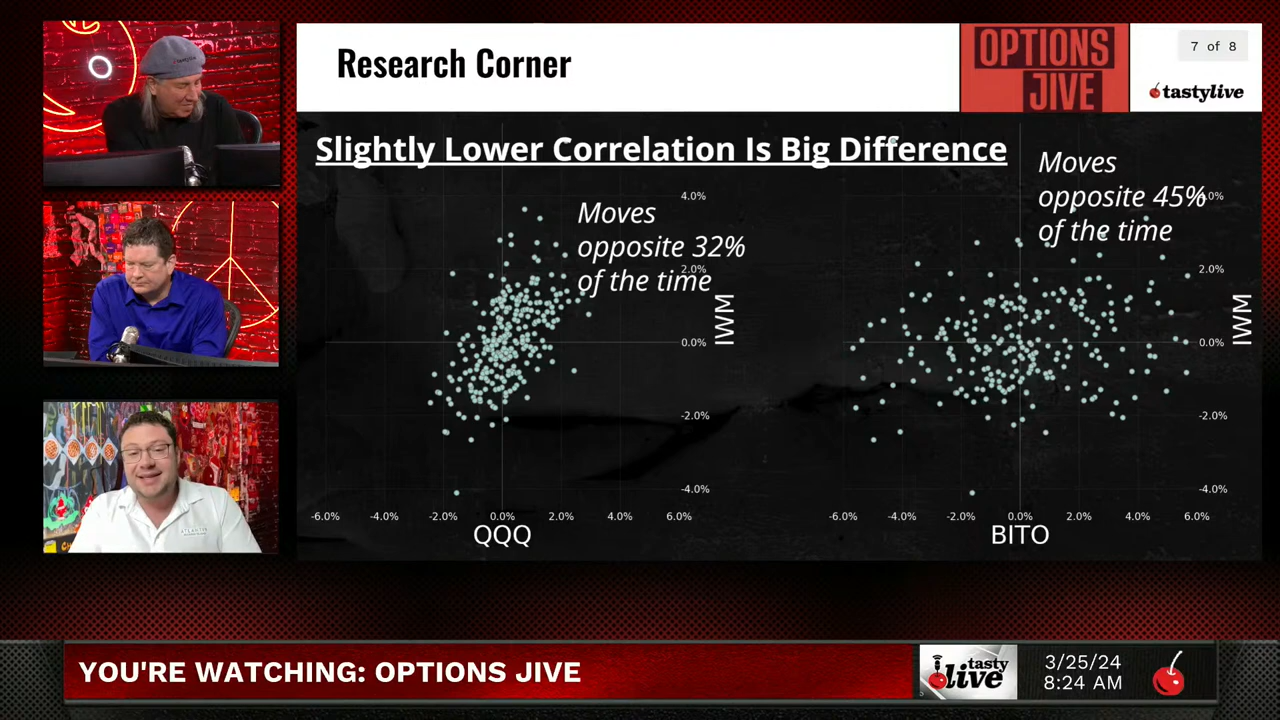 Research Corner
OPTIONS
JIVE
7 of 8
tastylive
Slightly Lower Correlation Is Big Difference
Moves
opposite 32%
of the time
4.0%
2.0%
0.0%
-2.0%
-4.0%
IWM
-6.0% -4.0% -2.0% 0.0% 2.0% 4.0% 6.0%
QQQ
Moves
opposite 45%
of the time
2.0%
0.0%
-2.0%
-4.0%
IWM
-6.0% -4.0% -2.0% 0.0% 2.0% 4.0% 6.0%
BITO
YOU'RE WATCHING: OPTIONS JIVE
tasty
live
3/25/24
8:24 AM